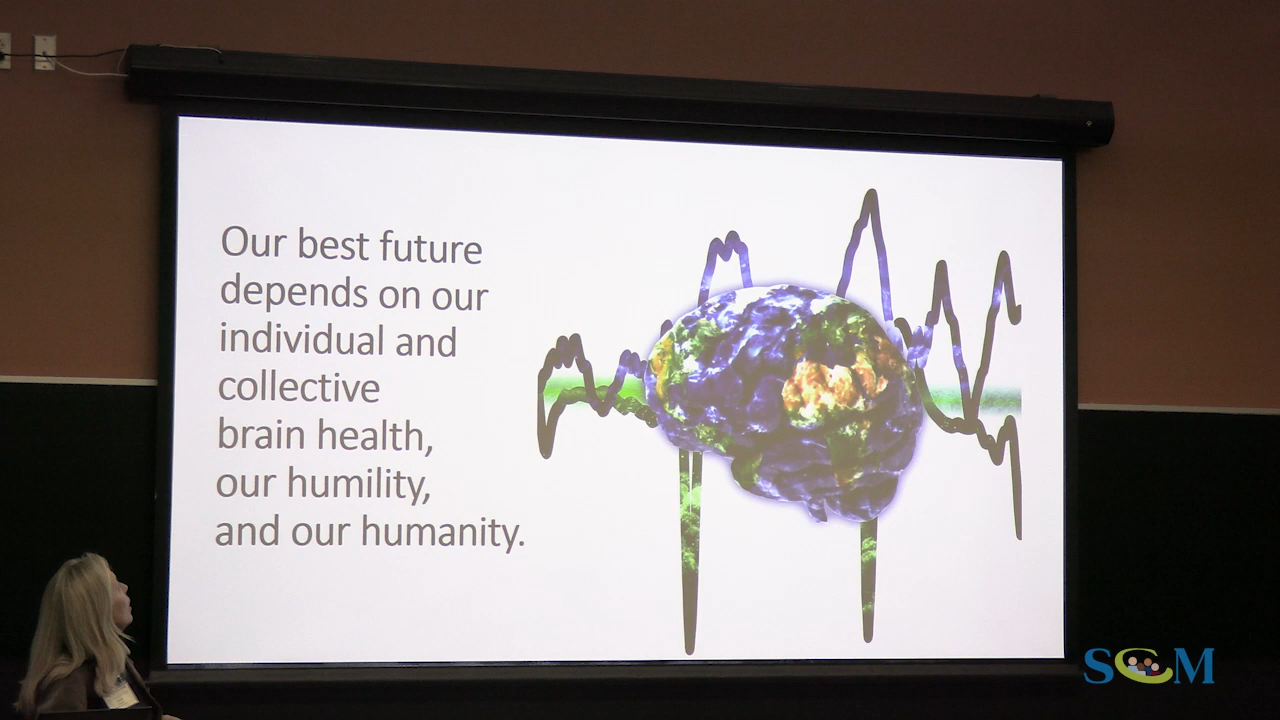 Our best future
depends on our
individual and
collective
brain health,
our humility,
and our humanity.
SCM